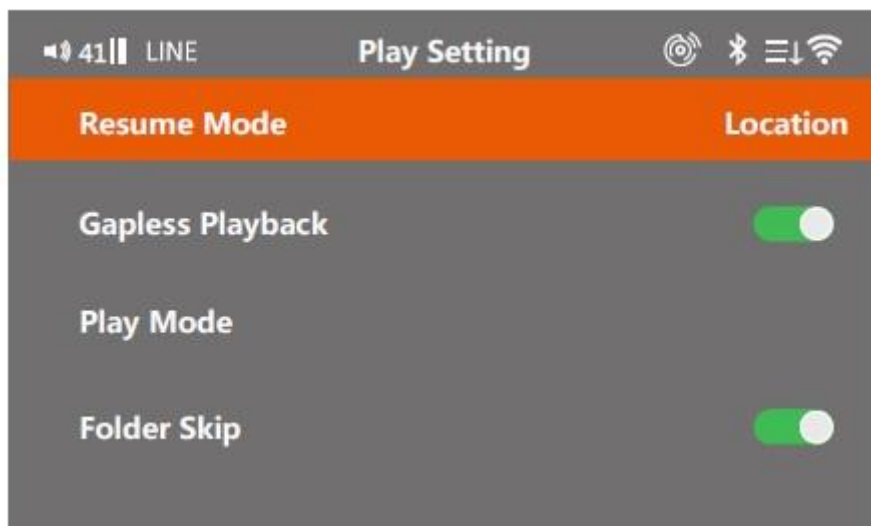 41 LINE Play Setting
Resume Mode Location
Gapless Playback
Play Mode
Folder Skip